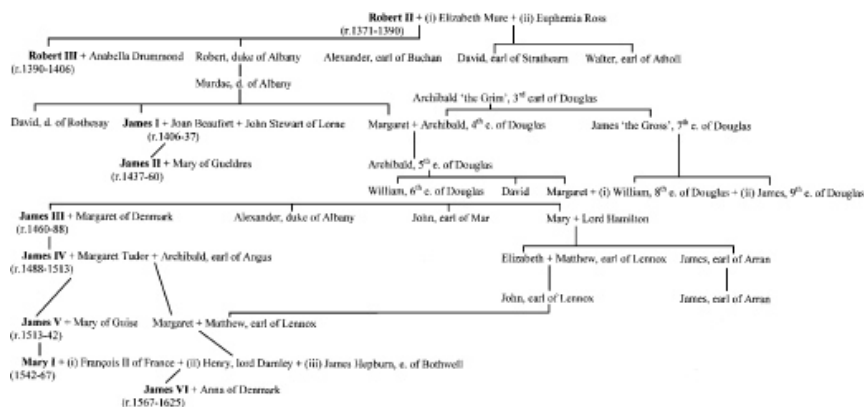 Robert II + (i) Elizabeth Mure + (ii) Euphemia Ross
(r.1371-1390)
Robert III + Anabella Drummond Robert, duke of Albany Alexander, earl of Buchan David, earl of Strathearn Walter, earl of Atholl
(r.1390-1406)
Murdac, d. of Albany
Archibald 'the Grim', 3rd earl of Douglas
David, d. of Rothesay James I + Joan Beaufort + John Stewart of Lorne Margaret + Archibald, 4th e. of Douglas James 'the Gross', 7th e. of Douglas
(r.1406-37)
James II + Mary of Gueldres Archibald, 5th e. of Douglas
(r.1437-60)
William, 6th e. of Douglas David Margaret + (i) William, 8th e. of Douglas + (ii) James, 9th e. of Douglas
James III + Margaret of Denmark Alexander, duke of Albany John, earl of Mar Mary + Lord Hamilton
(r.1460-88)
James IV + Margaret Tudor + Archibald, earl of Angus Elizabeth + Matthew, earl of Lennox James, earl of Arran
(r.1488-1513)
John, earl of Lennox James, earl of Arran
James V + Mary of Guise Margaret + Matthew, earl of Lennox
(r.1513-42)
Mary I + (i) François II of France + (ii) Henry, lord Darnley + (iii) James Hepburn, e. of Bothwell
(1542-67)
James VI + Anna of Denmark
(r.1567-1625)